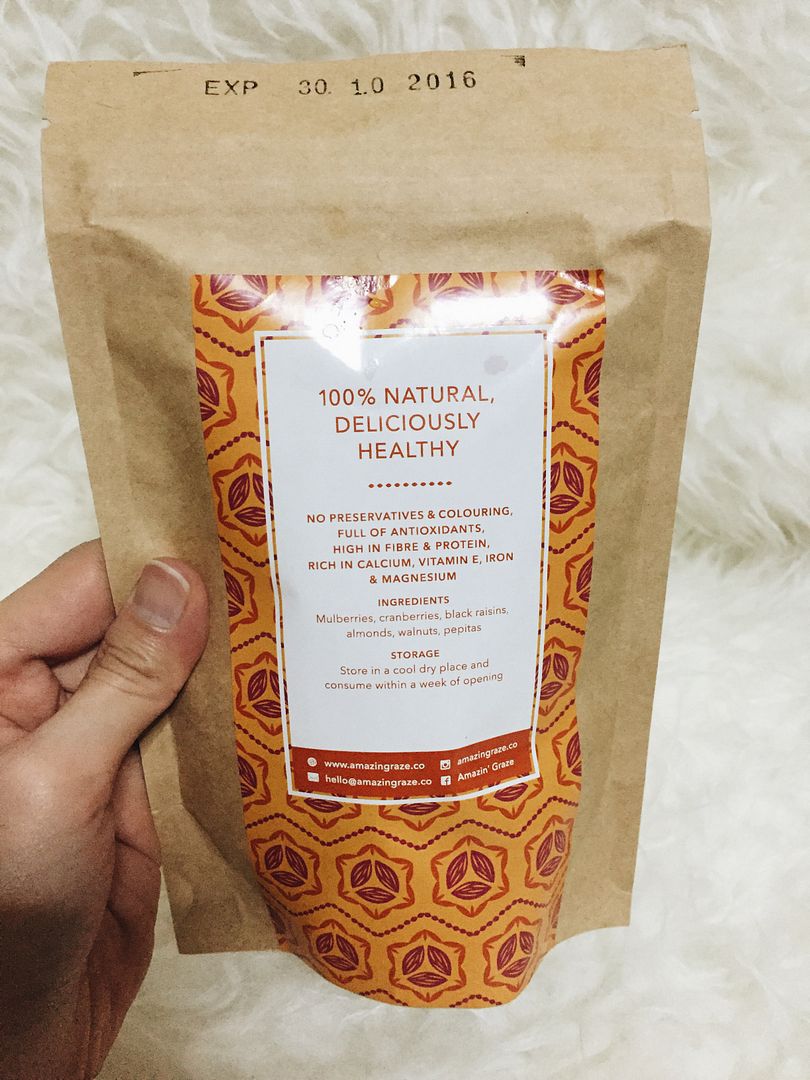 EXP 30. 1.0 2016
100% NATURAL,
DELICIOUSLY
HEALTHY
NO PRESERVATIVES & COLOURING,
FULL OF ANTIOXIDANTS,
HIGH IN FIBRE & PROTEIN,
RICH IN CALCIUM, VITAMIN E, IRON
& MAGNESIUM
INGREDIENTS
Mulberries, cranberries, black raisins,
almonds, walnuts, pepitas
STORAGE
Store in a cool dry place and
consume within a week of opening
www.amazingraze.co amazingraze.co
hello@amazingraze.co Amazin' Graze